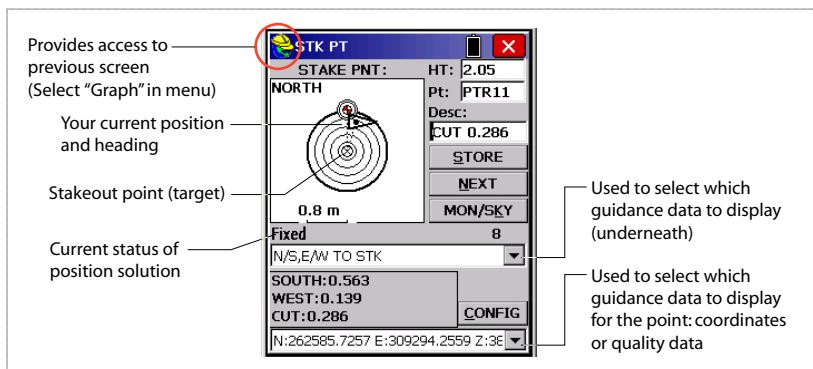 Provides access to
previous screen
(Select “Graph” in menu)
Your current position
and heading
Stakeout point (target)
Current status of
position solution
STK PT
STAKE PNT:
HT: 2.05
NORTH
Pt: PTR11
Desc:
CUT 0.286
STORE
NEXT
MON/SKY
0.8 m
Fixed 8
N/S,E/W TO STK
SOUTH:0.563
WEST:0.139
CUT:0.286
CONFIG
N:262585.7257 E:309294.2559 Z:38
Used to select which
guidance data to display
(underneath)
Used to select which
guidance data to display
for the point: coordinates
or quality data